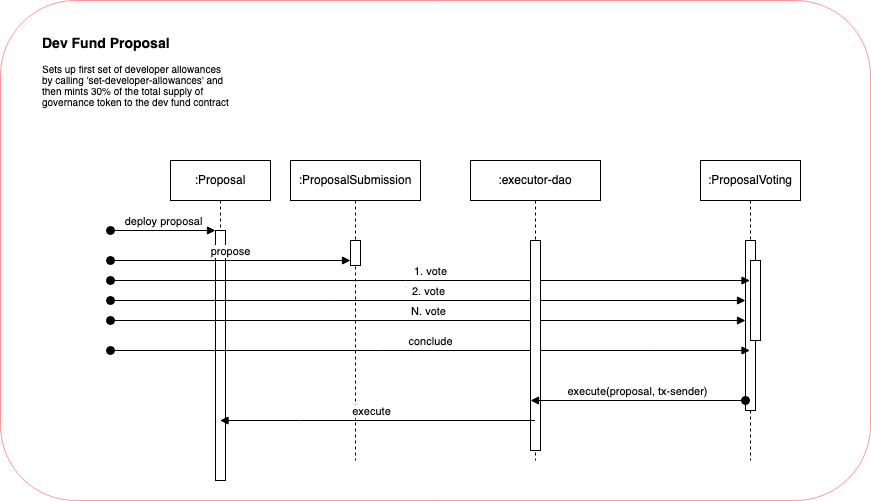 Dev Fund Proposal
Sets up first set of developer allowances
by calling 'set-developer-allowances' and
then mints 30% of the total supply of
governance token to the dev fund contract
:Proposal
:ProposalSubmission
:executor-dao
:ProposalVoting
deploy proposal
propose
1. vote
2. vote
N. vote
conclude
execute(proposal, tx-sender)
execute